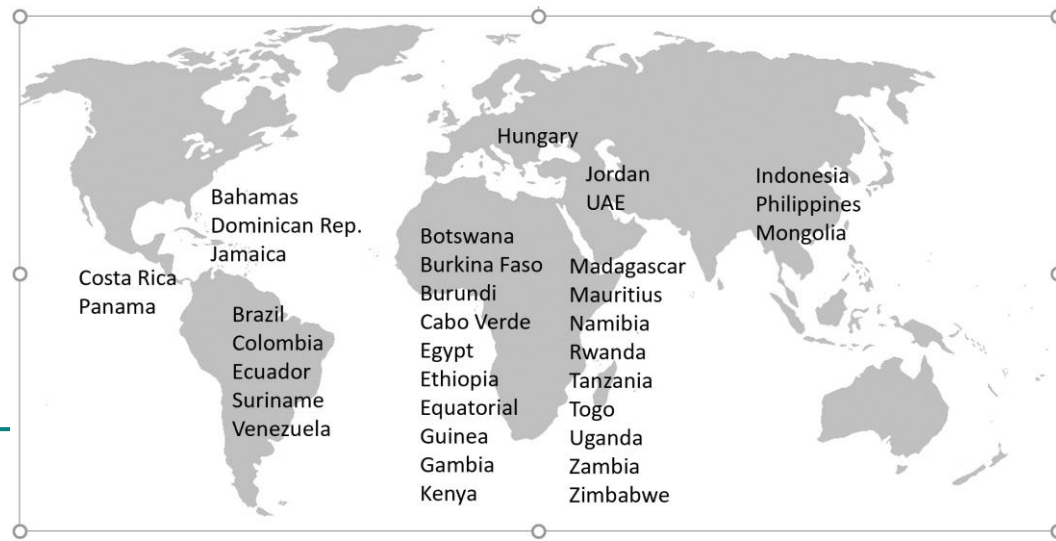 Hungary
Jordan
UAE
Indonesia
Philippines
Mongolia
Bahamas
Dominican Rep.
Jamaica
Costa Rica
Panama
Brazil
Colombia
Ecuador
Suriname
Venezuela
Botswana
Burkina Faso
Burundi
Cabo Verde
Egypt
Ethiopia
Equatorial
Guinea
Gambia
Kenya
Madagascar
Mauritius
Namibia
Rwanda
Tanzania
Togo
Uganda
Zambia
Zimbabwe